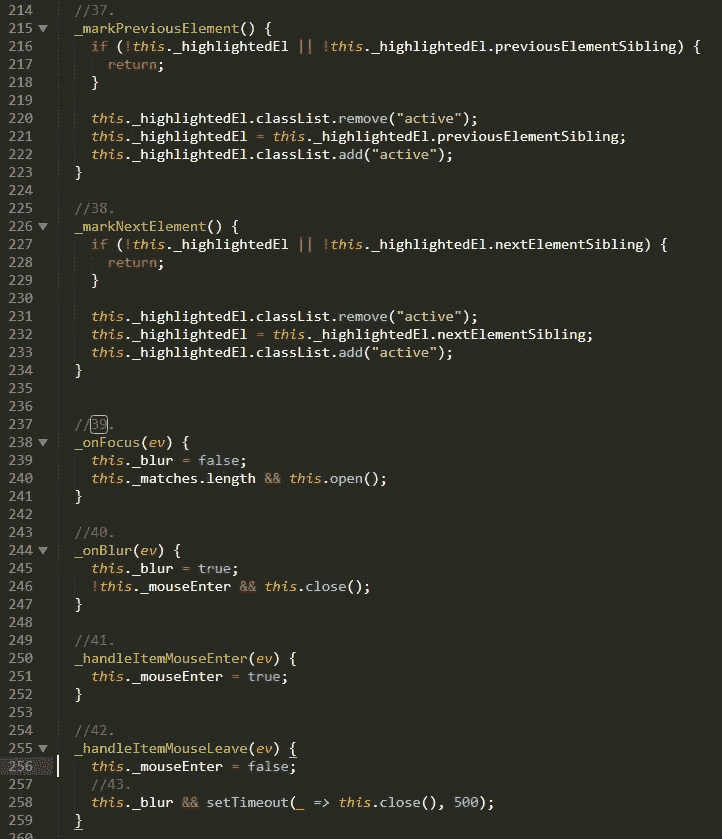 214 //37.
215 _markPreviousElement() {
216 if (!this._highlightedEl || !this._highlightedEl.previousElementSibling) {
217 return;
218 }
219
220 this._highlightedEl.classList.remove("active");
221 this._highlightedEl = this._highlightedEl.previousElementSibling;
222 this._highlightedEl.classList.add("active");
223 }
224
225 //38.
226 _markNextElement() {
227 if (!this._highlightedEl || !this._highlightedEl.nextElementSibling) {
228 return;
229 }
230
231 this._highlightedEl.classList.remove("active");
232 this._highlightedEl = this._highlightedEl.nextElementSibling;
233 this._highlightedEl.classList.add("active");
234 }
235
236
237 //39.
238 _onFocus(ev) {
239 this._blur = false;
240 this._matches.length && this.open();
241 }
242
243 //40.
244 _onBlur(ev) {
245 this._blur = true;
246 !this._mouseEnter && this.close();
247 }
248
249 //41.
250 _handleItemMouseEnter(ev) {
251 this._mouseEnter = true;
252 }
253
254 //42.
255 _handleItemMouseLeave(ev) {
256 this._mouseEnter = false;
257 //43.
258 this._blur && setTimeout(_ => this.close(), 500);
259 }
260